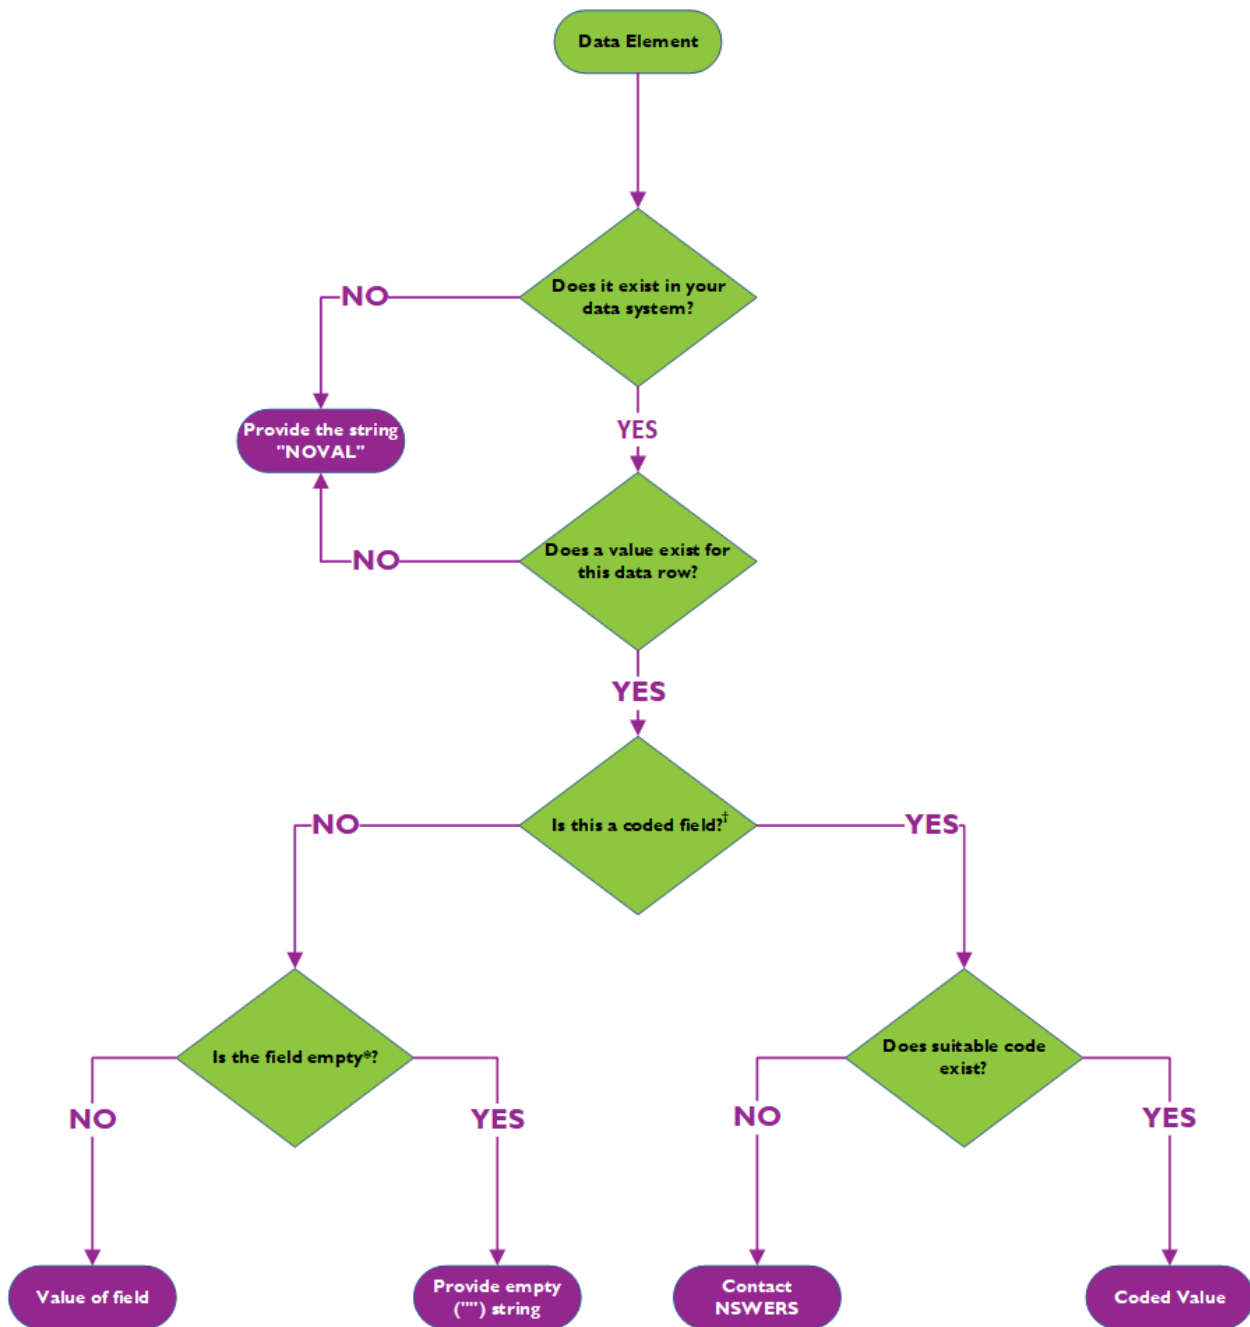 Data Element
Does it exist in your
data system?
NO
YES
Provide the string
"NOVAL"
Does a value exist for
this data row?
NO
YES
Is this a coded field?†
NO
YES
Is the field empty*?
Does suitable code
exist?
NO
YES
NO
YES
Value of field
Provide empty
("") string
Contact
NSWERS
Coded Value